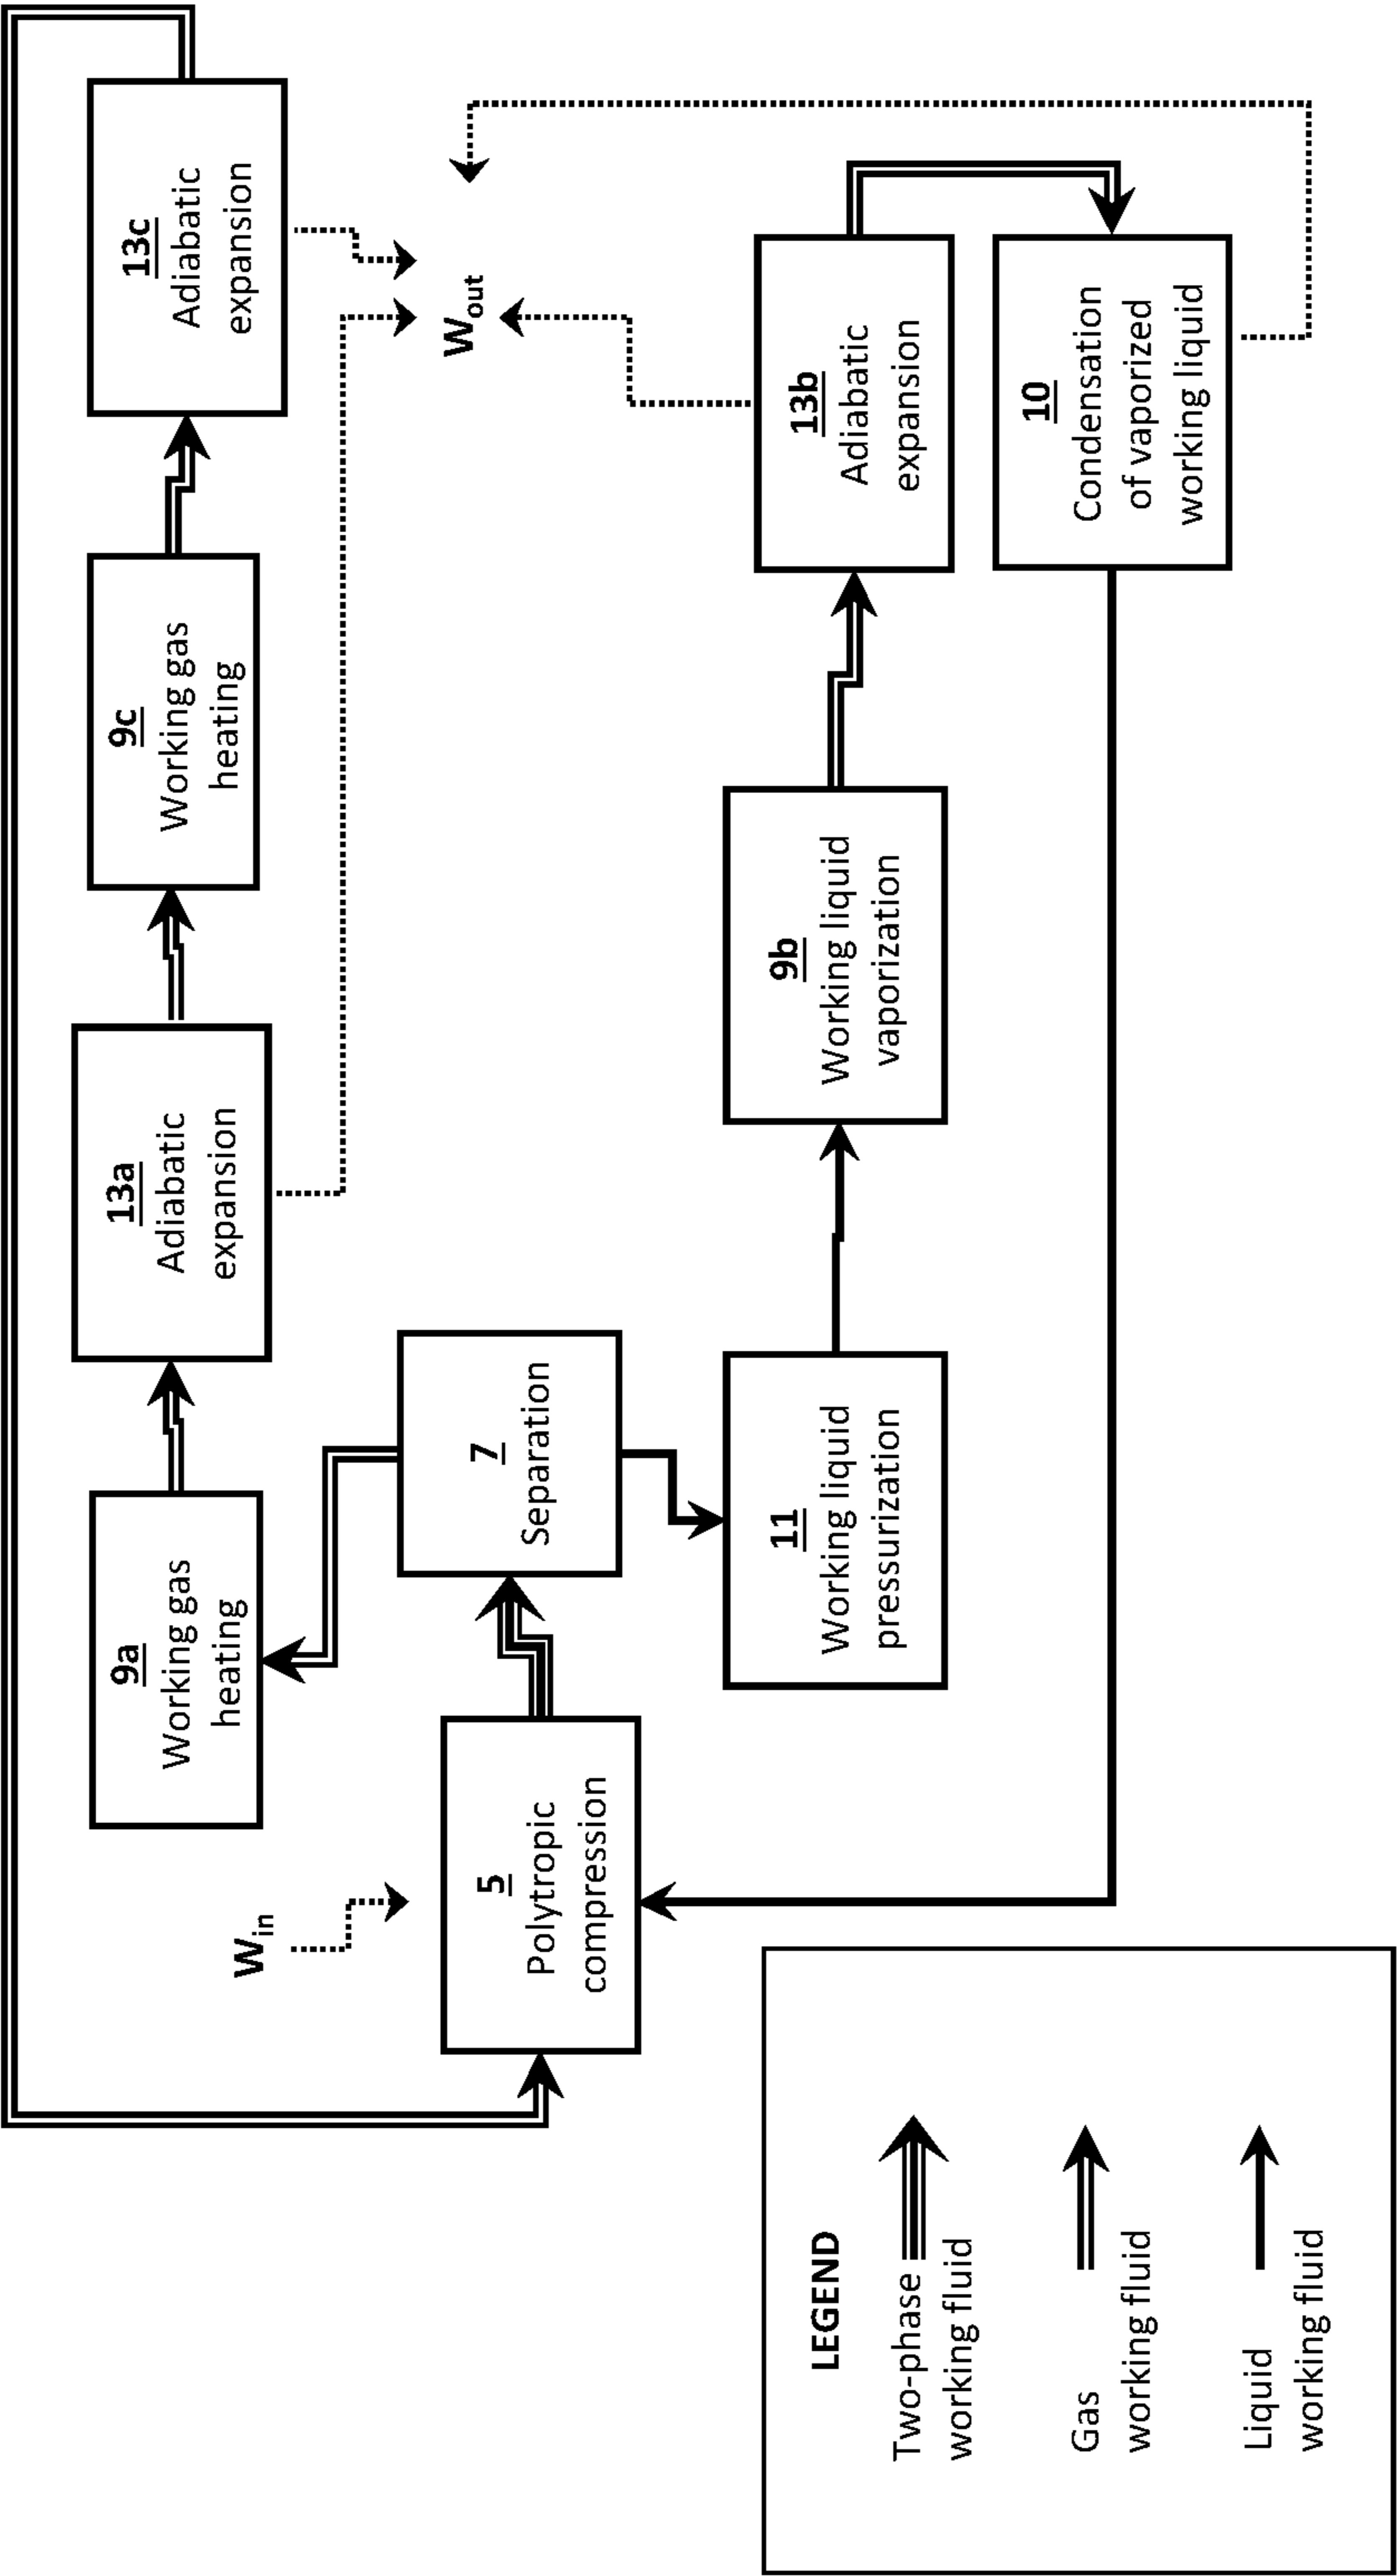 9a
Working gas
heating
13a
Adiabatic
expansion
9c
Working gas
heating
13c
Adiabatic
expansion
Win
Wout
5
Polytropic
compression
7
Separation
11
Working liquid
pressurization
9b
Working liquid
vaporization
13b
Adiabatic
expansion
10
Condensation
of vaporized
working liquid
LEGEND
Two-phase
working fluid
Gas
working fluid
Liquid
working fluid